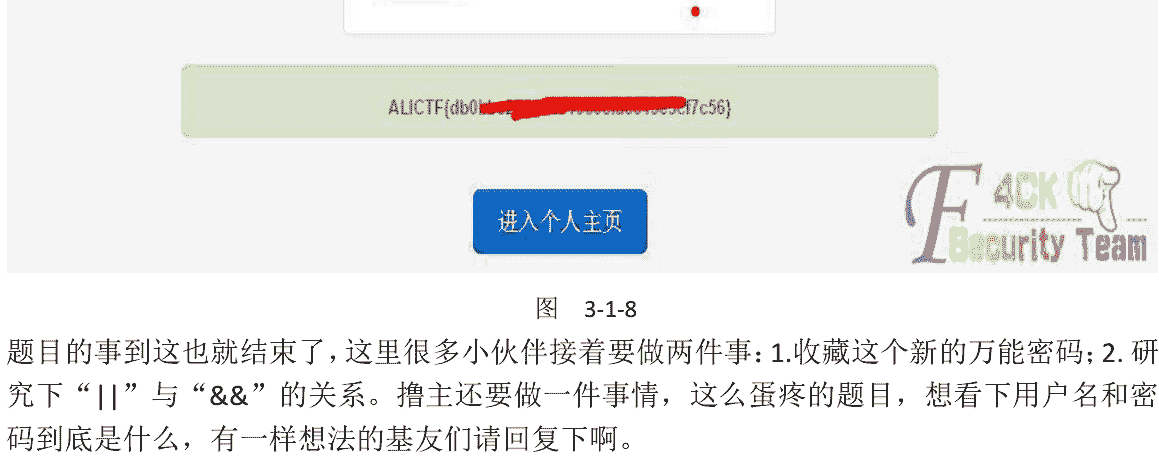 ALICTF{db0 f7c56}
进入个人主页
4CK
Security Team
图 3-1-8
题目的事到这也就结束了,这里很多小伙伴接着要做两件事:1.收藏这个新的万能密码;2. 研
究下“||”与“&&”的关系。撸主还要做一件事情,这么蛋疼的题目,想看下用户名和密
码到底是什么,有一样想法的基友们请回复下啊。